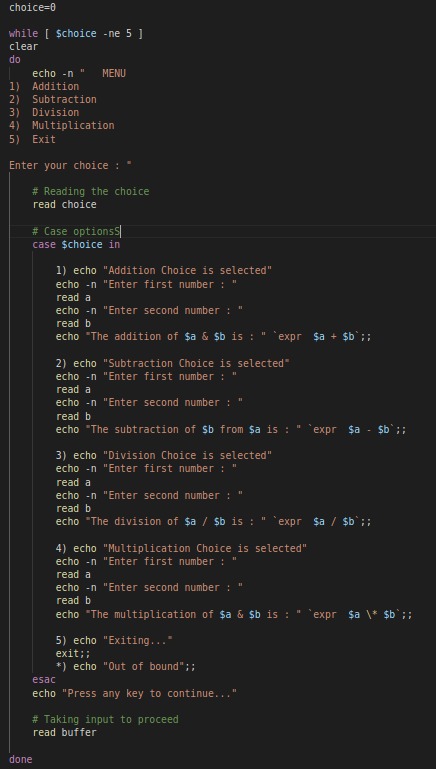 choice=0
while [ $choice -ne 5 ]
clear
do
echo -n "   MENU
1)  Addition
2)  Subtraction
3)  Division
4)  Multiplication
5)  Exit
Enter your choice : "
# Reading the choice
read choice
# Case optionsS
case $choice in
1) echo "Addition Choice is selected"
echo -n "Enter first number : "
read a
echo -n "Enter second number : "
read b
echo "The addition of $a & $b is : " `expr  $a + $b`;;
2) echo "Subtraction Choice is selected"
echo -n "Enter first number : "
read a
echo -n "Enter second number : "
read b
echo "The subtraction of $b from $a is : " `expr  $a - $b`;;
3) echo "Division Choice is selected"
echo -n "Enter first number : "
read a
echo -n "Enter second number : "
read b
echo "The division of $a / $b is : " `expr  $a / $b`;;
4) echo "Multiplication Choice is selected"
echo -n "Enter first number : "
read a
echo -n "Enter second number : "
read b
echo "The multiplication of $a & $b is : " `expr  $a \* $b`;;
5) echo "Exiting..."
exit;;
*) echo "Out of bound";;
esac
echo "Press any key to continue..."
# Taking input to proceed
read buffer
done